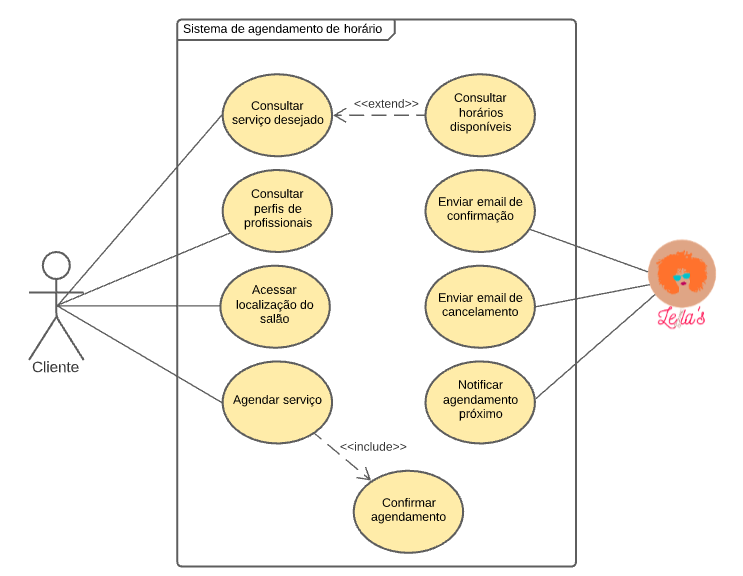 Sistema de agendamento de horário
Consultar
serviço desejado
<<extend>>
Consultar
horários
disponíveis
Consultar
perfis de
profissionais
Enviar email de
confirmação
Acessar
localização do
salão
Enviar email de
cancelamento
Leila's
Cliente
Agendar serviço
Notificar
agendamento
próximo
<<include>>
Confirmar
agendamento